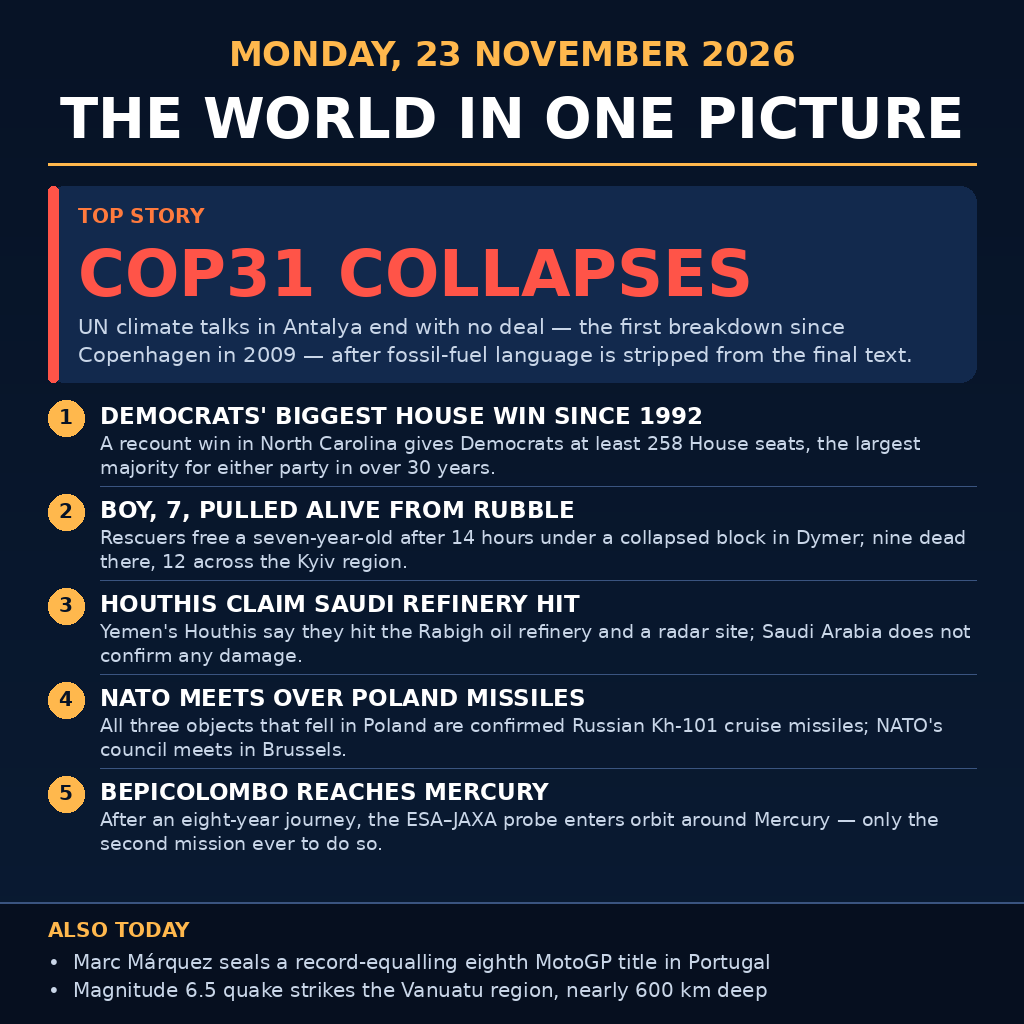 MONDAY, 23 NOVEMBER 2026
THE WORLD IN ONE PICTURE
TOP STORY
COP31 COLLAPSES
UN climate talks in Antalya end with no deal — the first breakdown since
Copenhagen in 2009 — after fossil-fuel language is stripped from the final text.
1 DEMOCRATS' BIGGEST HOUSE WIN SINCE 1992
A recount win in North Carolina gives Democrats at least 258 House seats, the largest
majority for either party in over 30 years.
2 BOY, 7, PULLED ALIVE FROM RUBBLE
Rescuers free a seven-year-old after 14 hours under a collapsed block in Dymer; nine dead
there, 12 across the Kyiv region.
3 HOUTHIS CLAIM SAUDI REFINERY HIT
Yemen's Houthis say they hit the Rabigh oil refinery and a radar site; Saudi Arabia does not
confirm any damage.
4 NATO MEETS OVER POLAND MISSILES
All three objects that fell in Poland are confirmed Russian Kh-101 cruise missiles; NATO's
council meets in Brussels.
5 BEPICOLOMBO REACHES MERCURY
After an eight-year journey, the ESA–JAXA probe enters orbit around Mercury — only the
second mission ever to do so.
ALSO TODAY
• Marc Márquez seals a record-equalling eighth MotoGP title in Portugal
• Magnitude 6.5 quake strikes the Vanuatu region, nearly 600 km deep